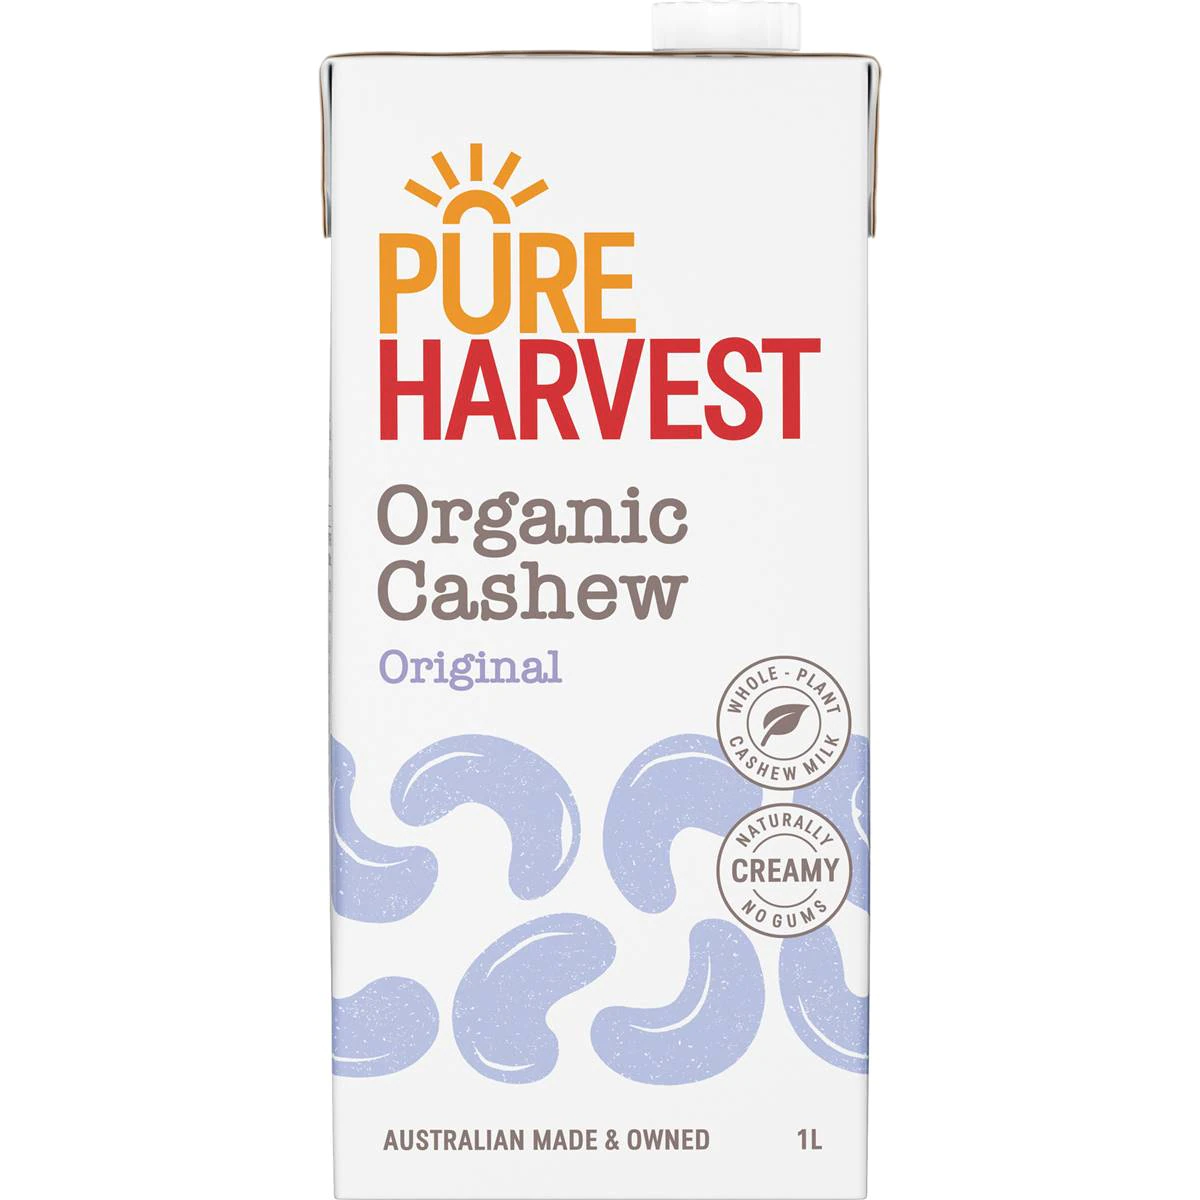 PURE
HARVEST
Organic
Cashew
Original
WHOLE - PLANT
CASHEW MILK
NATURALLY
CREAMY
NO GUMS
AUSTRALIAN MADE & OWNED
1L